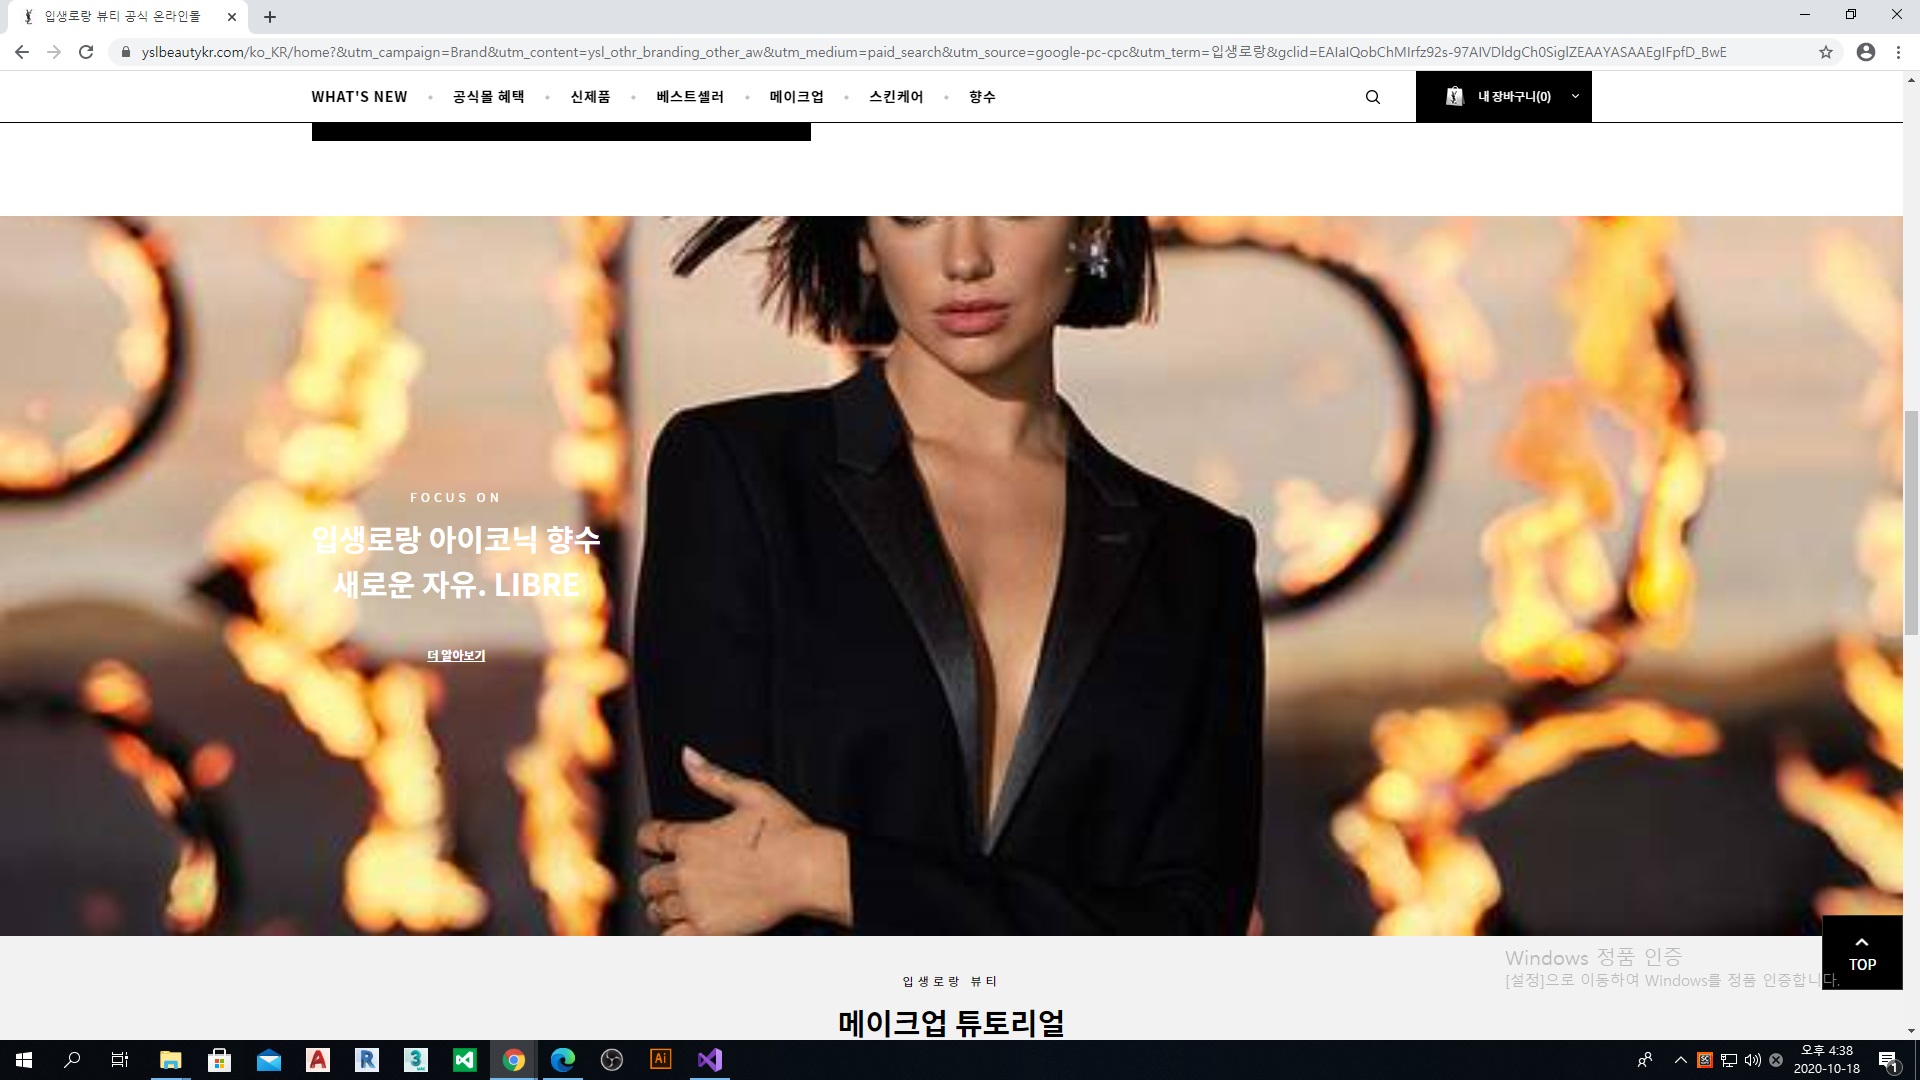 입생로랑 뷰티 공식 온라인몰
yslbeautykr.com/ko_KR/home?&utm_campaign=Brand&utm_content=ysl_othr_branding_other_aw&utm_medium=paid_search&utm_source=google-pc-cpc&utm_term=입생로랑&gclid=EAIaIQobChMIrfz92s-97AIVDldgCh0SiglZEAAYASAAEgIFpfD_BwE
WHAT'S NEW 공식몰 혜택 신제품 베스트셀러 메이크업 스킨케어 향수 내 장바구니(0)
FOCUS ON
입생로랑 아이코닉 향수
새로운 자유. LIBRE
더 알아보기
Windows 정품 인증
[설정]으로 이동하여 Windows를 정품 인증합니다.
TOP
입생로랑 뷰티
메이크업 튜토리얼
오후 4:38
2020-10-18
1